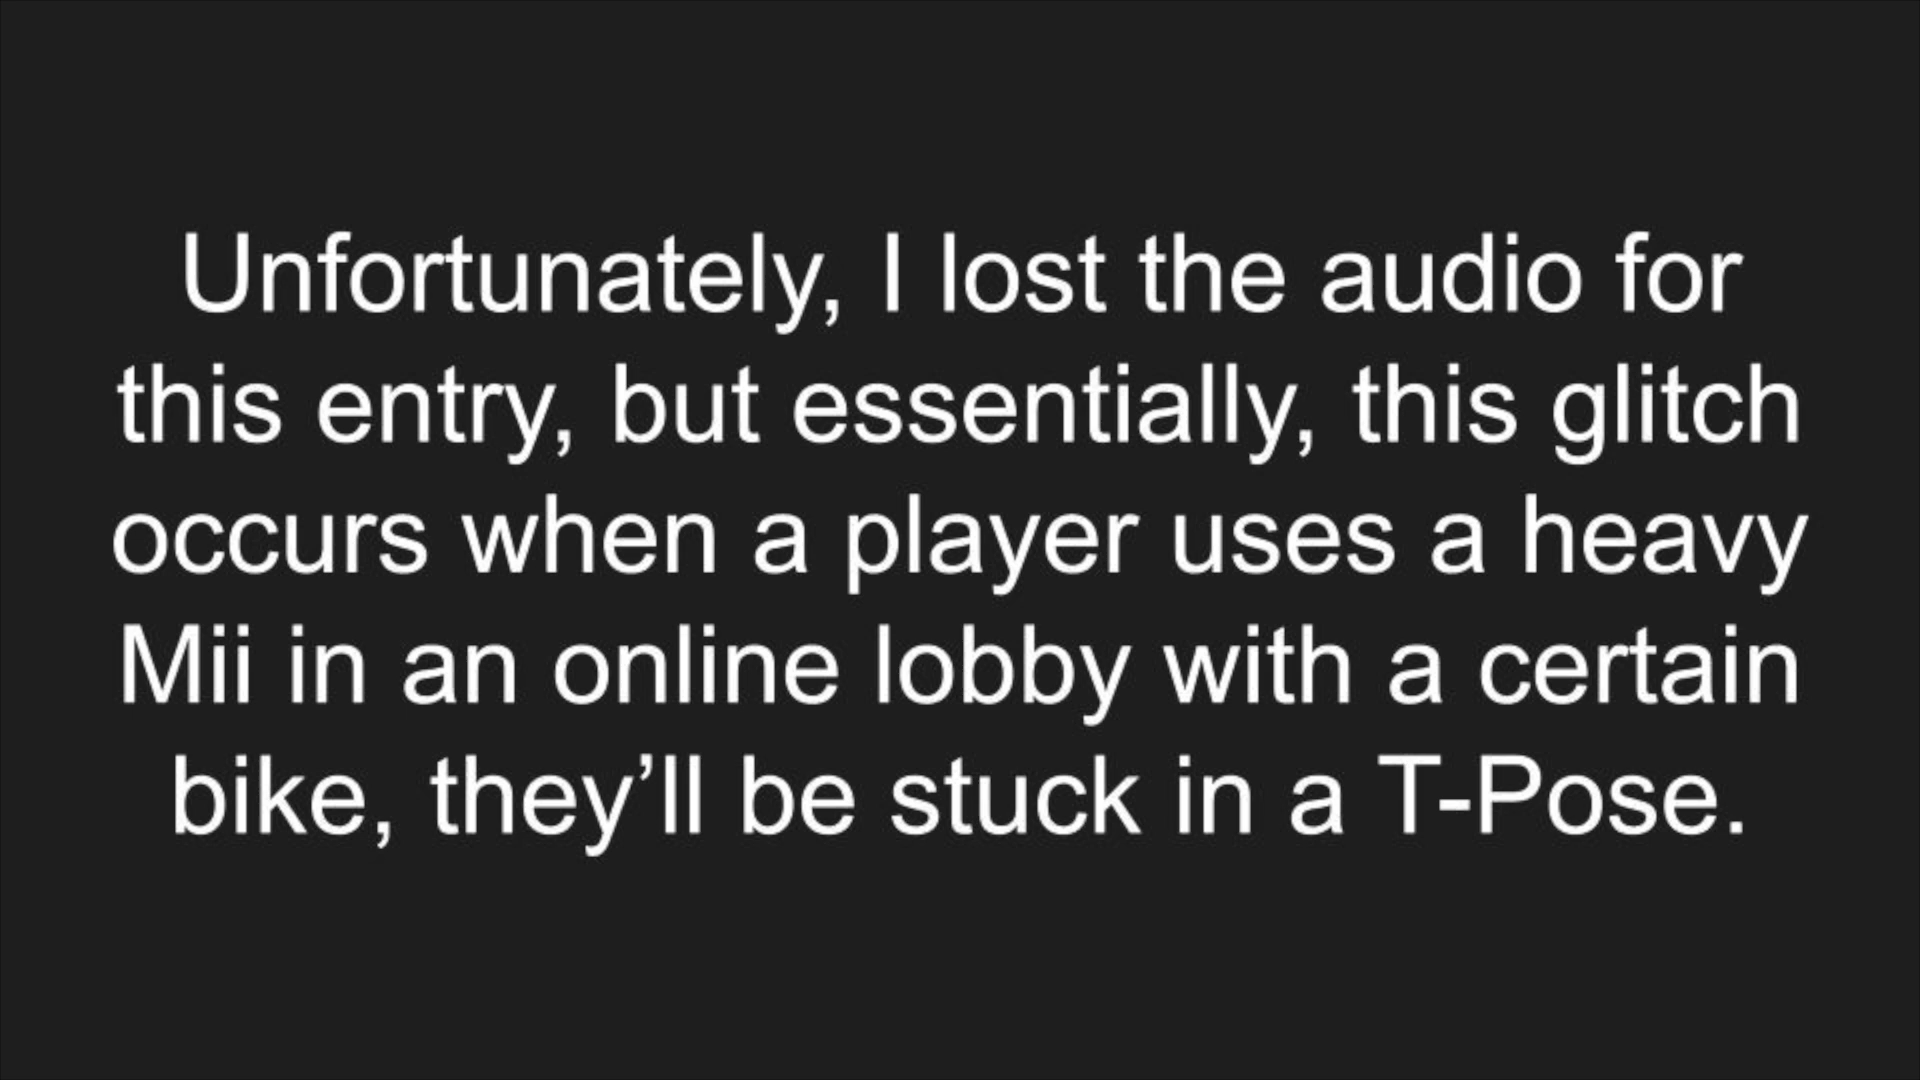 Unfortunately, I lost the audio for
this entry, but essentially, this glitch
occurs when a player uses a heavy
Mii in an online lobby with a certain
bike, they’ll be stuck in a T-Pose.